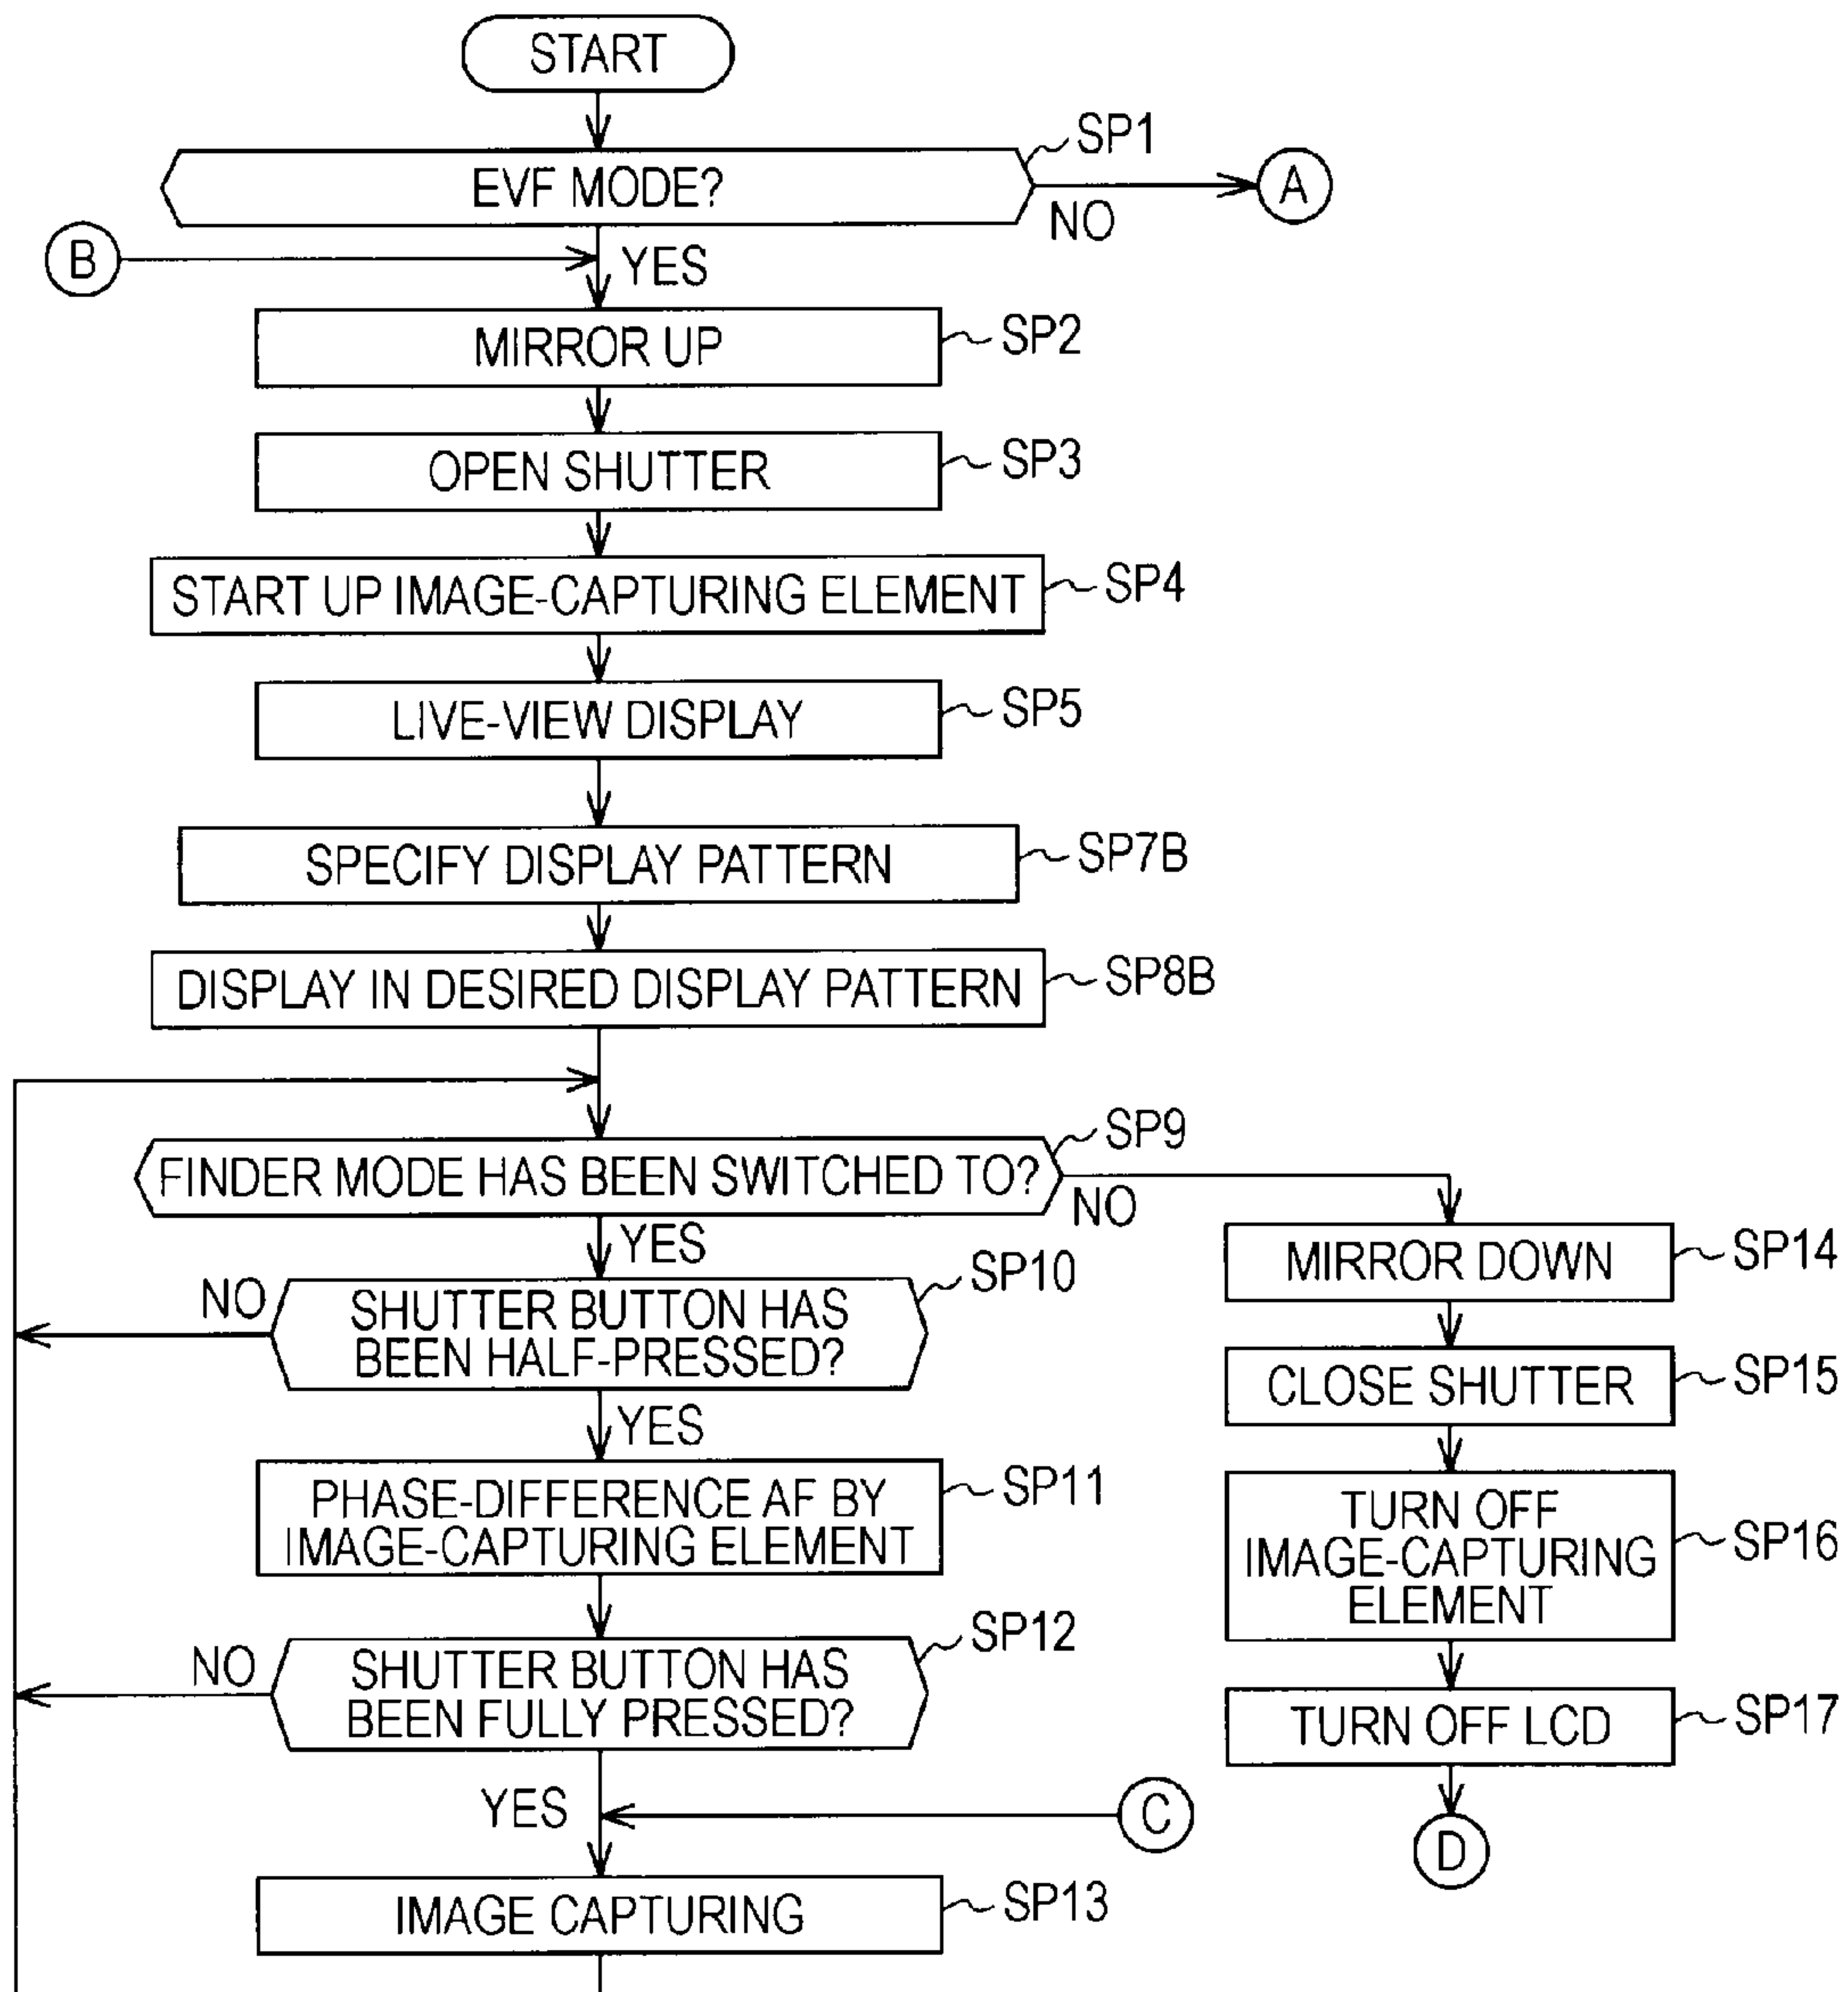 START
SP1
EVF MODE?
A
NO
B
YES
MIRROR UP
SP2
OPEN SHUTTER
SP3
START UP IMAGE-CAPTURING ELEMENT
SP4
LIVE-VIEW DISPLAY
SP5
SPECIFY DISPLAY PATTERN
SP7B
DISPLAY IN DESIRED DISPLAY PATTERN
SP8B
SP9
FINDER MODE HAS BEEN SWITCHED TO?
NO
YES
SP10
NO
SHUTTER BUTTON HAS
BEEN HALF-PRESSED?
YES
PHASE-DIFFERENCE AF BY
IMAGE-CAPTURING ELEMENT
SP11
SP12
NO
SHUTTER BUTTON HAS
BEEN FULLY PRESSED?
YES
C
IMAGE CAPTURING
SP13
MIRROR DOWN
SP14
CLOSE SHUTTER
SP15
TURN OFF
IMAGE-CAPTURING
ELEMENT
SP16
TURN OFF LCD
SP17
D